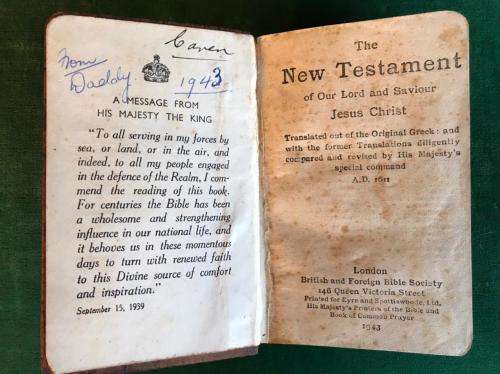 Caren
From
Daddy 1943
A MESSAGE FROM
HIS MAJESTY THE KING
"To all serving in my forces by
sea, or land, or in the air, and
indeed, to all my people engaged
in the defence of the Realm, I com-
mend the reading of this book.
For centuries the Bible has been
a wholesome and strengthening
influence in our national life, and
it behoves us in these momentous
days to turn with renewed faith
to this Divine source of comfort
and inspiration."
September 15, 1939
The
New Testament
of Our Lord and Saviour
Jesus Christ
Translated out of the Original Greek: and
with the former Translations diligently
compared and revised by His Majesty's
special command
A.D. 1611
London
British and Foreign Bible Society
146 Queen Victoria Street
Printed for Eyre and Spottiswoode, Ltd.
His Majesty's Printers of the Bible and
Book of Common Prayer
1943